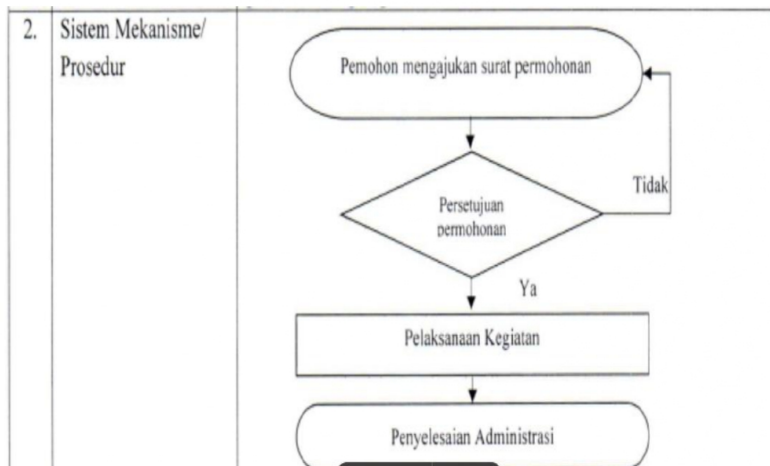 2.
Sistem Mekanisme/
Prosedur
Pemohon mengajukan surat permohonan
Tidak
Persetujuan
permohonan
Ya
Pelaksanaan Kegiatan
Penyelesaian Administrasi